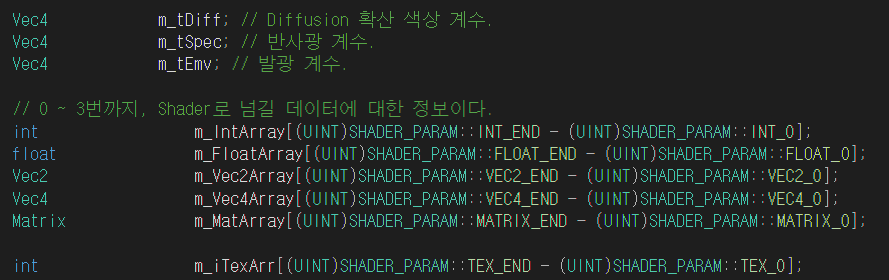 Vec4 m_tDiff; // Diffusion 확산 색상 계수.
Vec4 m_tSpec; // 반사광 계수.
Vec4 m_tEmv; // 발광 계수.
// 0 ~ 3번까지, Shader로 넘길 데이터에 대한 정보이다.
int m_IntArray[(UINT)SHADER_PARAM::INT_END - (UINT)SHADER_PARAM::INT_0];
float m_FloatArray[(UINT)SHADER_PARAM::FLOAT_END - (UINT)SHADER_PARAM::FLOAT_0];
Vec2 m_Vec2Array[(UINT)SHADER_PARAM::VEC2_END - (UINT)SHADER_PARAM::VEC2_0];
Vec4 m_Vec4Array[(UINT)SHADER_PARAM::VEC4_END - (UINT)SHADER_PARAM::VEC4_0];
Matrix m_MatArray[(UINT)SHADER_PARAM::MATRIX_END - (UINT)SHADER_PARAM::MATRIX_0];
int m_iTexArr[(UINT)SHADER_PARAM::TEX_END - (UINT)SHADER_PARAM::TEX_0];